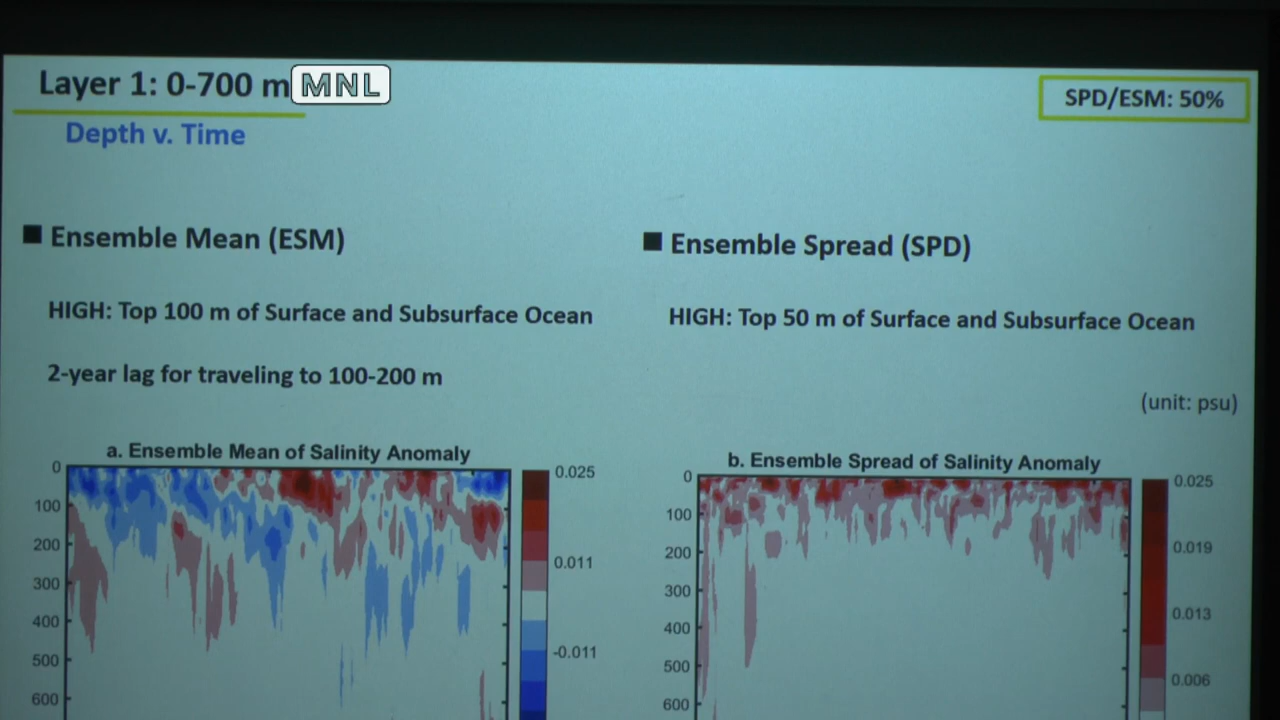 Layer 1: 0-700 m MNL
SPD/ESM: 50%
Depth v. Time
■ Ensemble Mean (ESM)
HIGH: Top 100 m of Surface and Subsurface Ocean
2-year lag for traveling to 100-200 m
■ Ensemble Spread (SPD)
HIGH: Top 50 m of Surface and Subsurface Ocean
(unit: psu)
a. Ensemble Mean of Salinity Anomaly
0
100
200
300
400
500
600
0.025
0.011
-0.011
b. Ensemble Spread of Salinity Anomaly
0
100
200
300
400
500
600
0.025
0.019
0.013
0.006